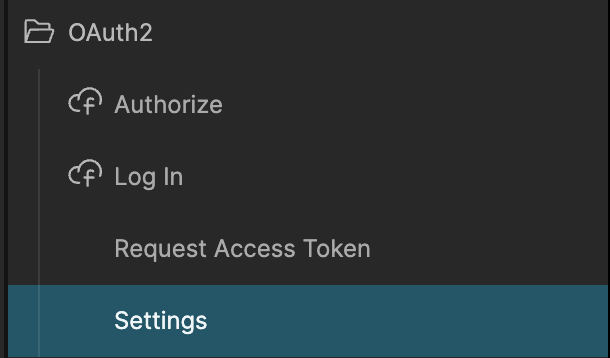 OAuth2
Authorize
Log In
Request Access Token
Settings